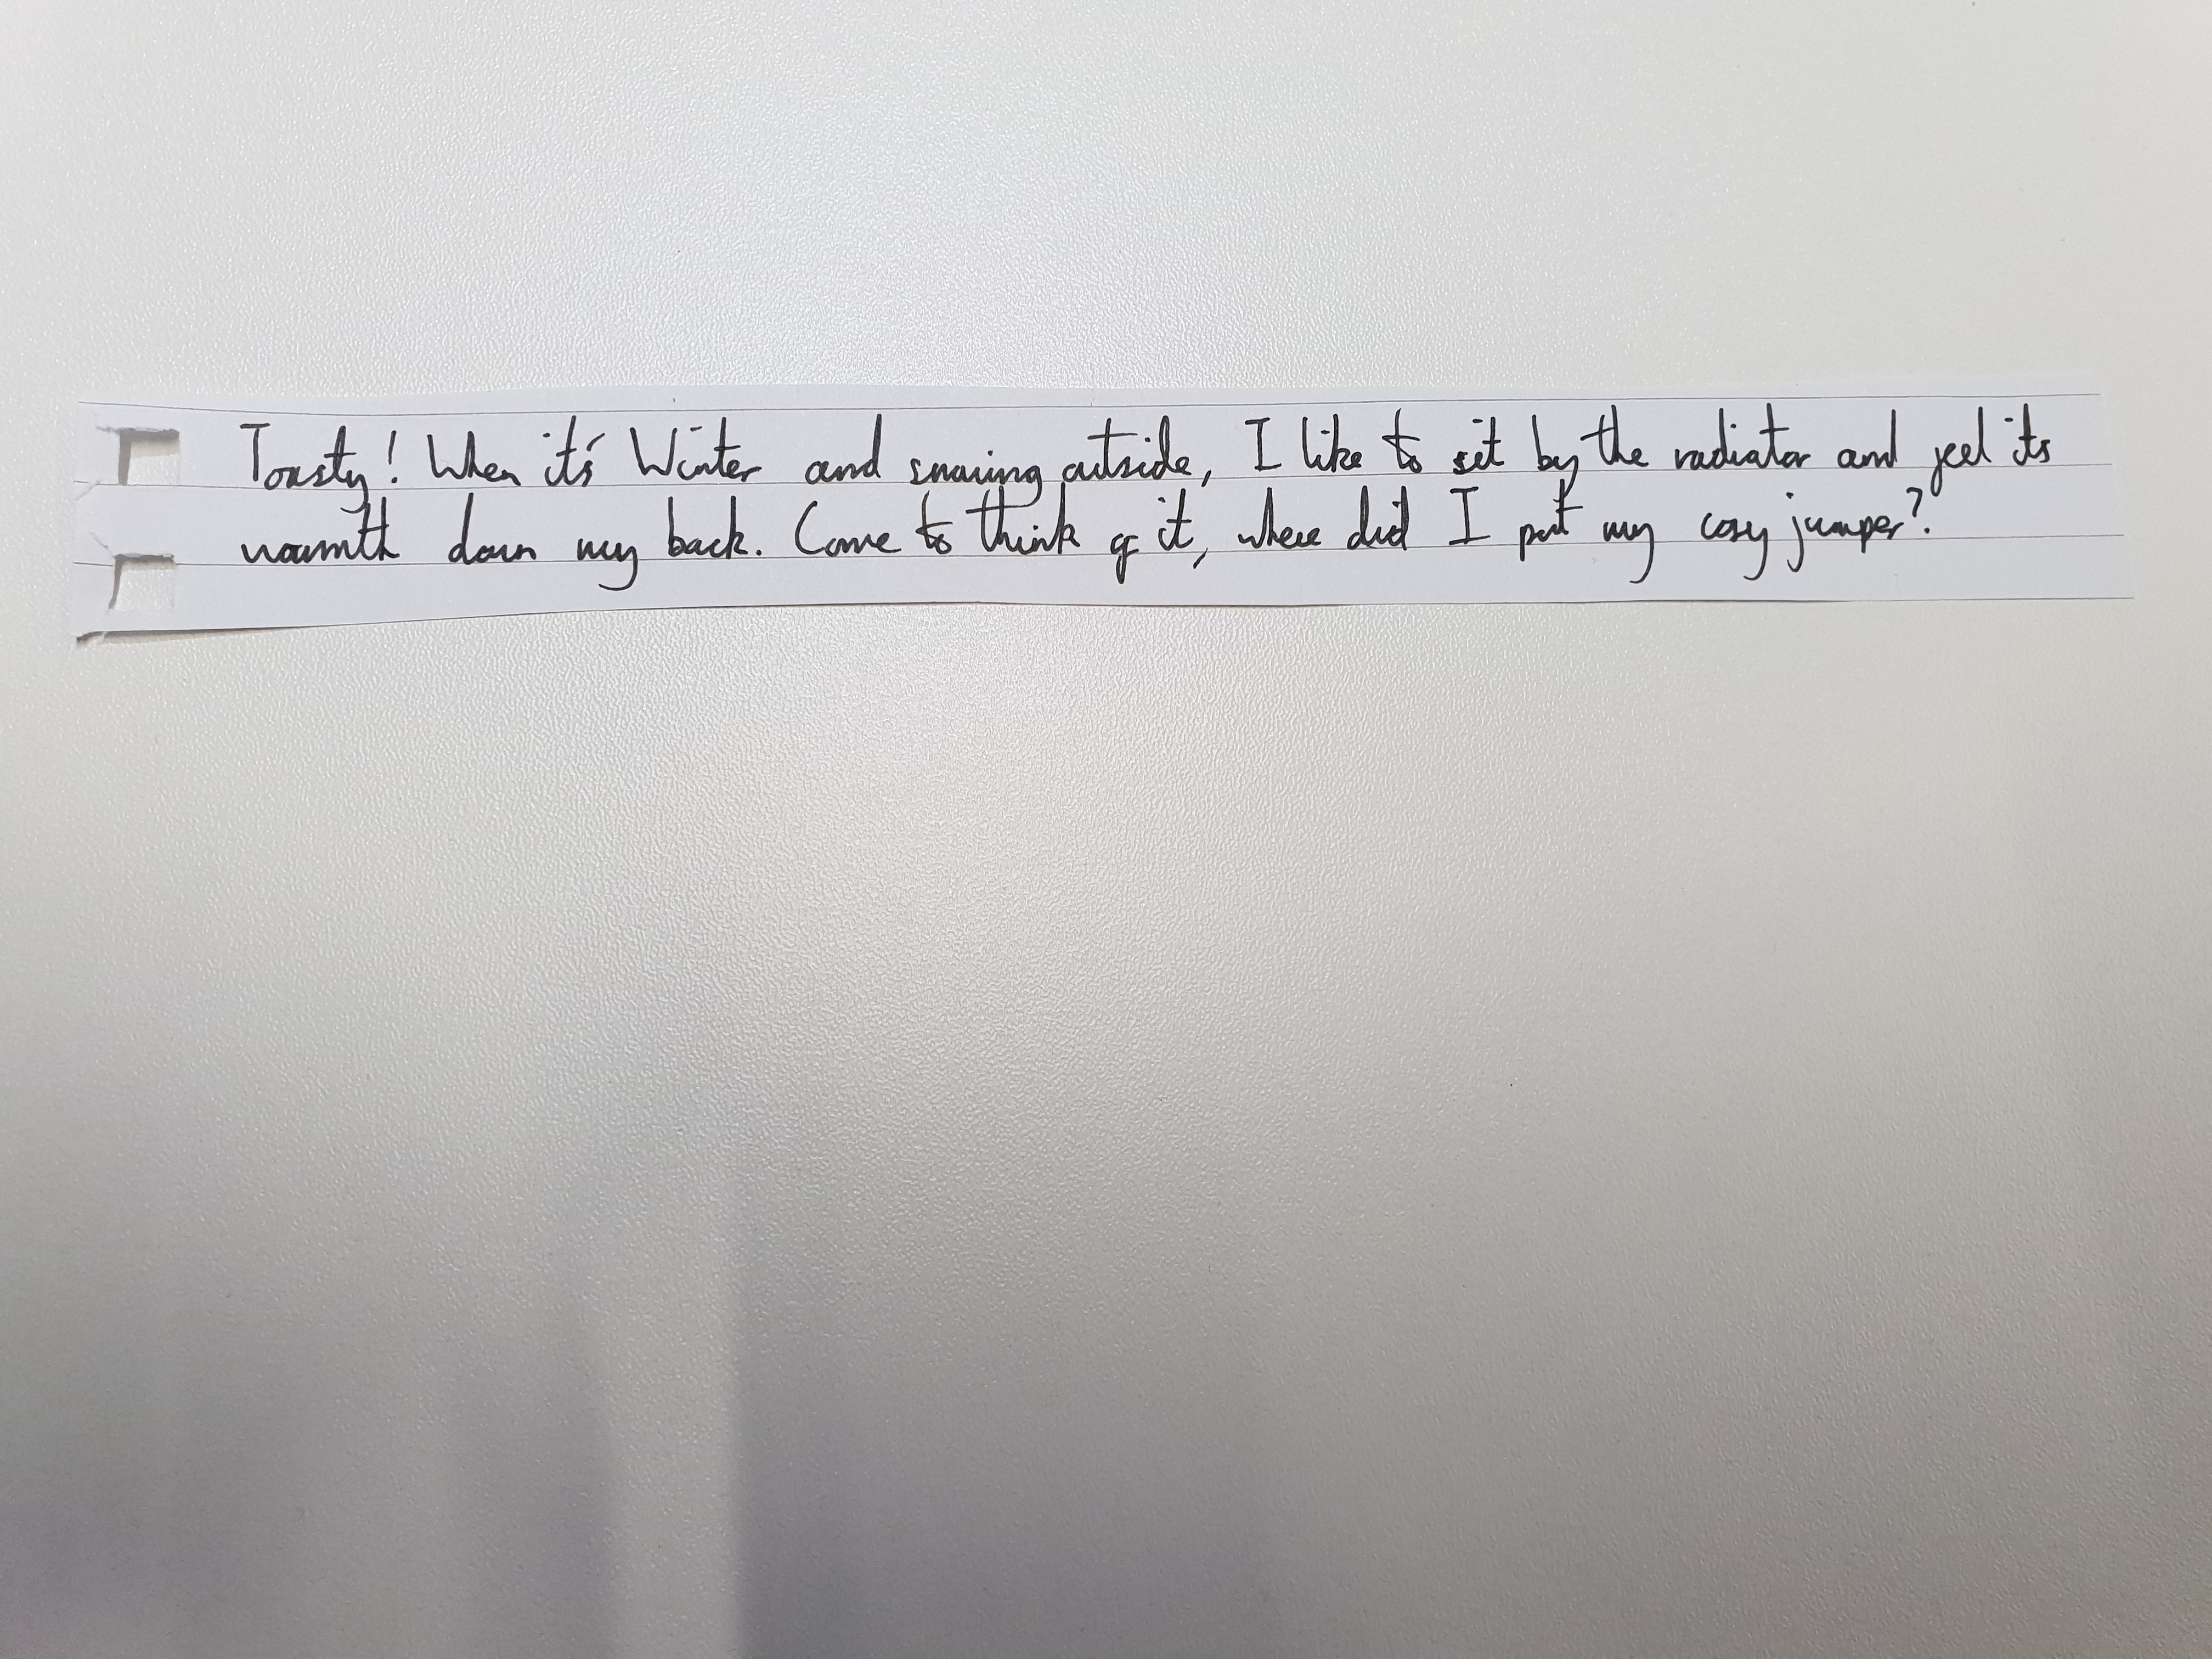 Toasty! When it's Winter and snowing outside, I like to sit by the radiator and feel its
warmth down my back. Come to think of it, where did I put my cosy jumper?